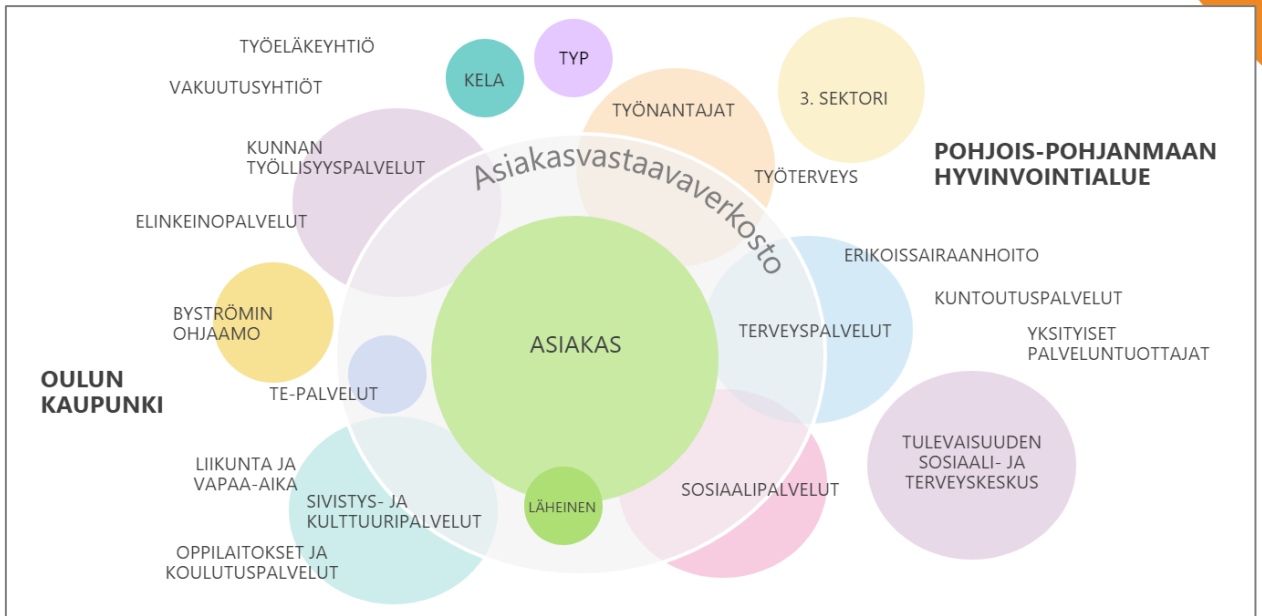 TYÖELÄKEYHTIÖ
VAKUUTUSYHTIÖT
KELA
TYP
TYÖNANTAJAT
3. SEKTORI
KUNNAN
TYÖLLISYYSPALVELUT
Asiakasvastaavaverkosto
TYÖTERVEYS
POHJOIS-POHJANMAAN
HYVINVOINTIALUE
ELINKEINOPALVELUT
ERIKOISSAIRAANHOITO
KUNTOUTUSPALVELUT
BYSTRÖMIN
OHJAAMO
ASIAKAS
TERVEYSPALVELUT
YKSITYISET
PALVELUNTUOTTAJAT
OULUN
KAUPUNKI
TE-PALVELUT
TULEVAISUUDEN
SOSIAALI- JA
TERVEYSKESKUS
LIIKUNTA JA
VAPAA-AIKA
SIVISTYS- JA
KULTTUURIPALVELUT
LÄHEINEN
SOSIAALIPALVELUT
OPPILAITOKSET JA
KOULUTUSPALVELUT